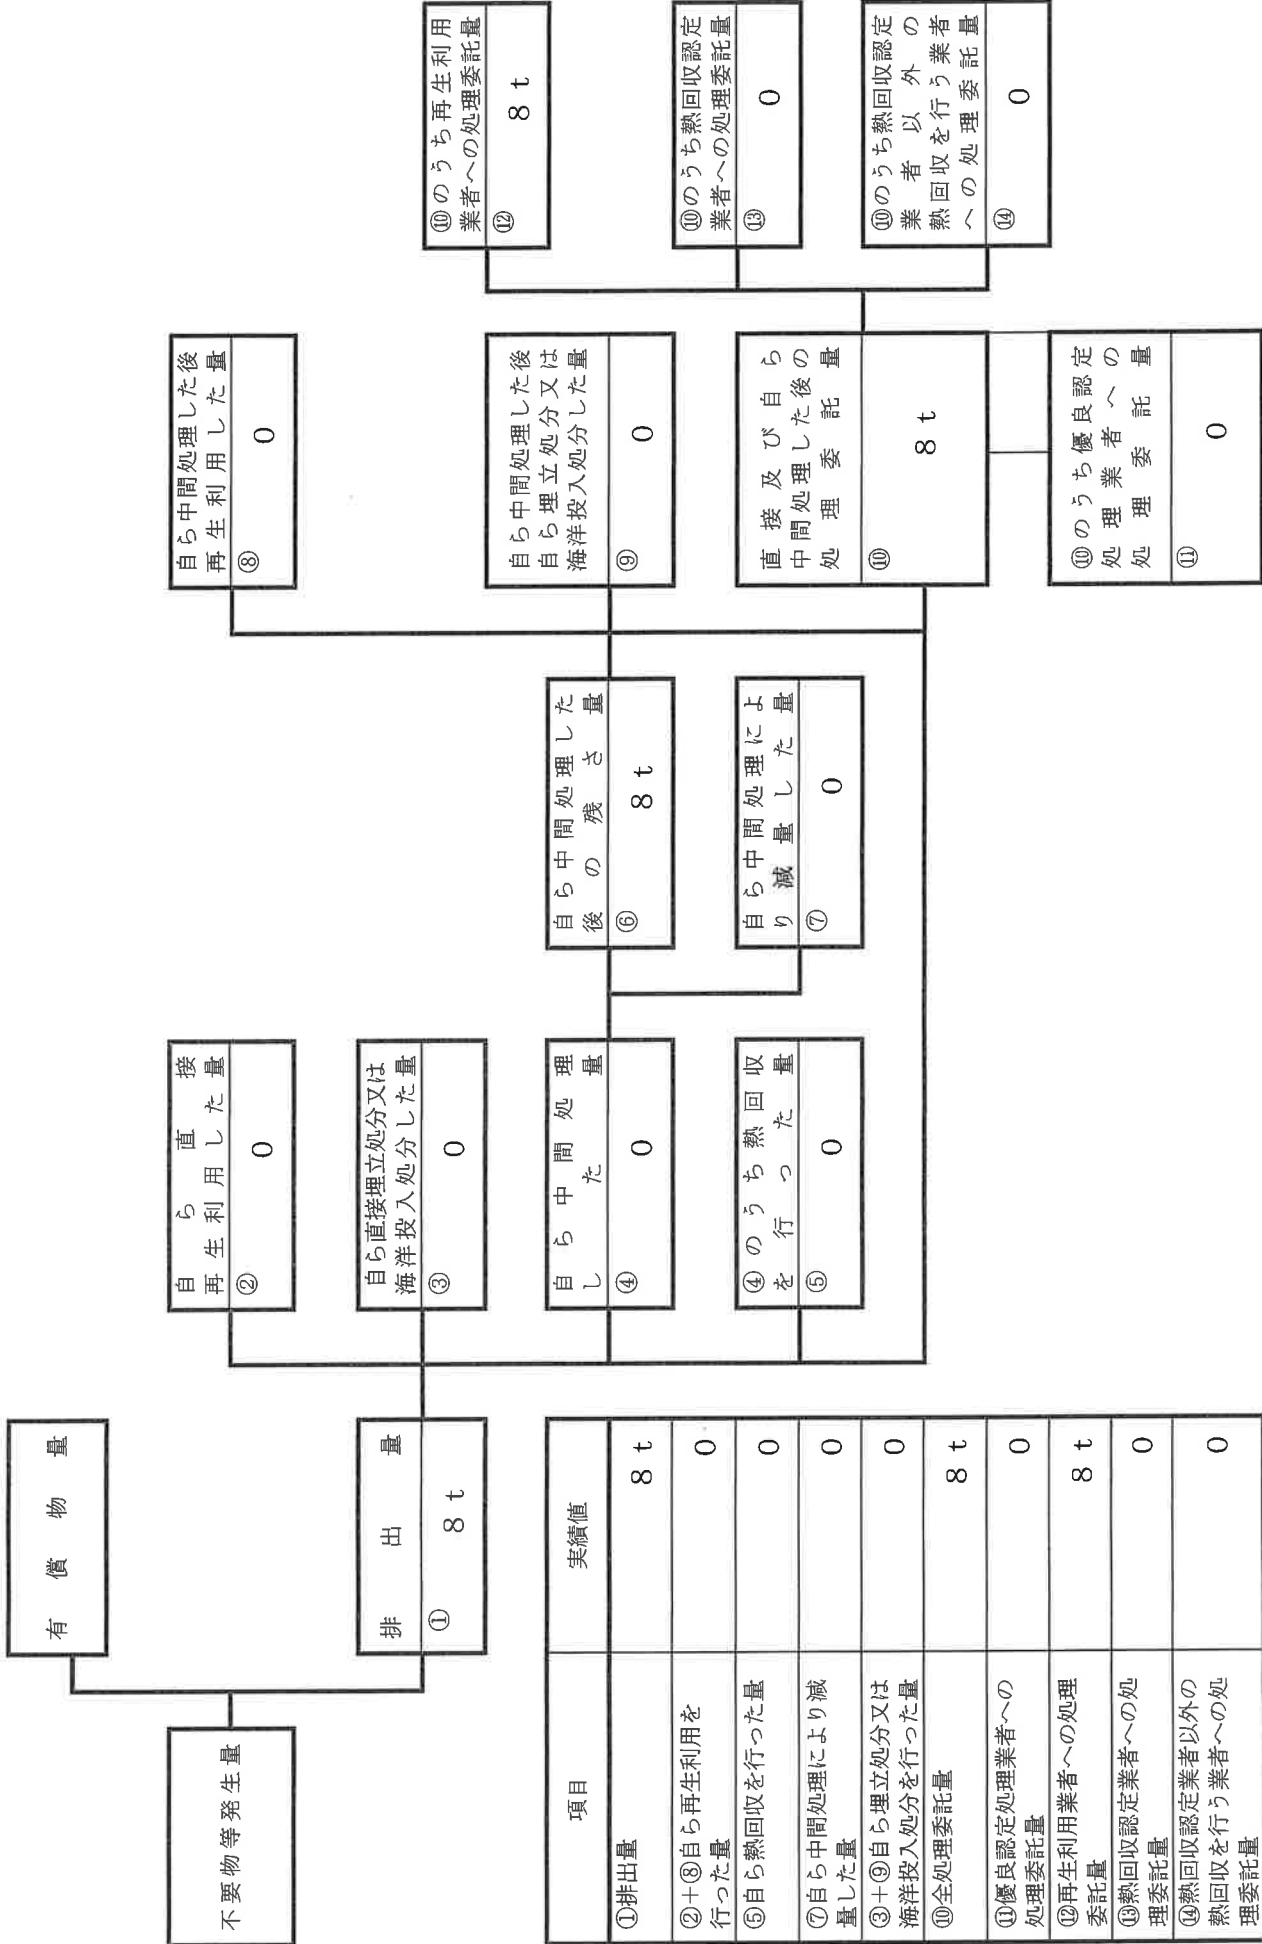 不要物等発生量
有償物量
排出量
① 8 t
自ら直接
再生利用した量
② 0
自ら直接埋立処分又は
海洋投入処分した量
③ 0
自ら中間処理
した量
④ 0
④のうち熱回収
を行った量
⑤ 0
自ら中間処理した
後の残さ量
⑥ 8 t
自ら中間処理によ
り減量した量
⑦ 0
自ら中間処理した後
再生利用した量
⑧ 0
自ら中間処理した後
自ら埋立処分又は
海洋投入処分した量
⑨ 0
直接及び自ら
中間処理した後の
処理委託量
⑩ 8 t
⑩のうち優良認定
処理業者への
処理委託量
⑪ 0
⑩のうち再生利用
業者への処理委託量
⑫ 8 t
⑩のうち熱回収認定
業者への処理委託量
⑬ 0
⑩のうち熱回収認定
業者以外の
熱回収を行う業者
への処理委託量
⑭ 0
項目 実績値
①排出量 8 t
②+⑧自ら再生利用を
行った量 0
⑤自ら熱回収を行った量 0
⑦自ら中間処理により減
量した量 0
③+⑨自ら埋立処分又は
海洋投入処分を行った量 0
⑩全処理委託量 8 t
⑪優良認定処理業者への
処理委託量 0
⑫再生利用業者への処理
委託量 8 t
⑬熱回収認定業者への処
理委託量 0
⑭熱回収認定業者以外の
熱回収を行う業者への処
理委託量 0